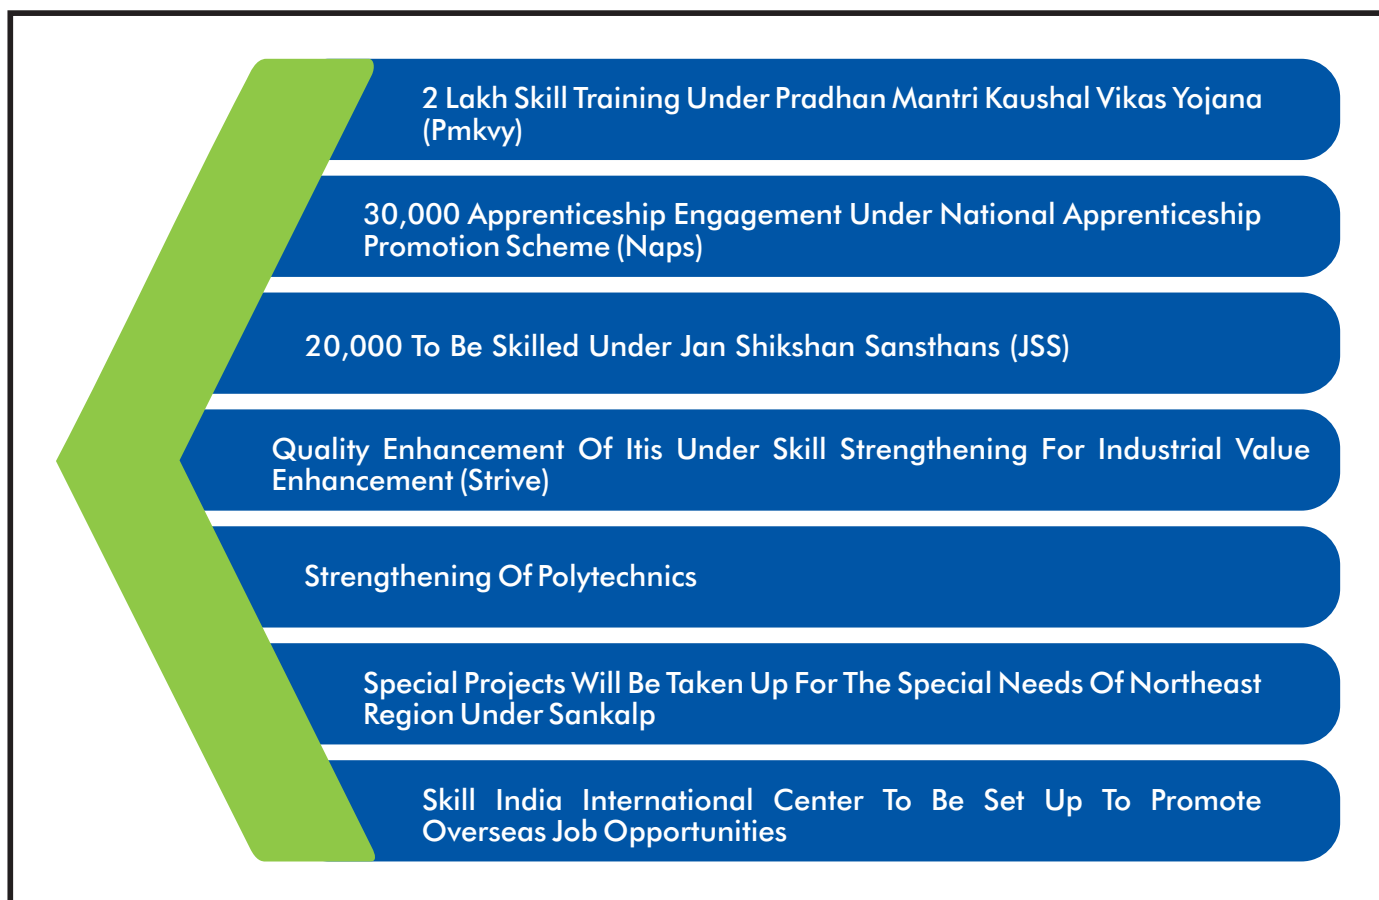 2 Lakh Skill Training Under Pradhan Mantri Kaushal Vikas Yojana
(Pmkvy)
30,000 Apprenticeship Engagement Under National Apprenticeship
Promotion Scheme (Naps)
20,000 To Be Skilled Under Jan Shikshan Sansthans (JSS)
Quality Enhancement Of Itis Under Skill Strengthening For Industrial Value
Enhancement (Strive)
Strengthening Of Polytechnics
Special Projects Will Be Taken Up For The Special Needs Of Northeast
Region Under Sankalp
Skill India International Center To Be Set Up To Promote
Overseas Job Opportunities